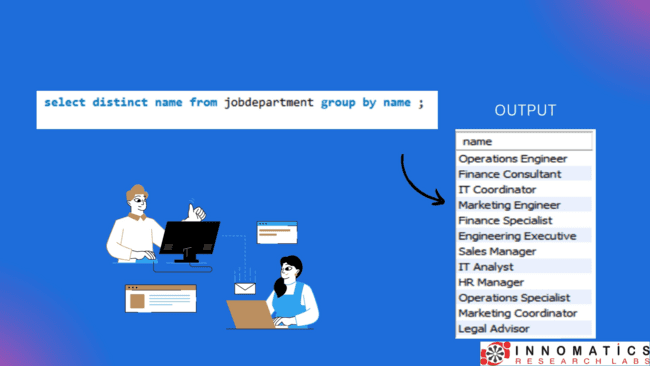 select distinct name from jobdepartment group by name ;
OUTPUT
name
Operations Engineer
Finance Consultant
IT Coordinator
Marketing Engineer
Finance Specialist
Engineering Executive
Sales Manager
IT Analyst
HR Manager
Operations Specialist
Marketing Coordinator
Legal Advisor
INNOMATICS
RESEARCH LABS